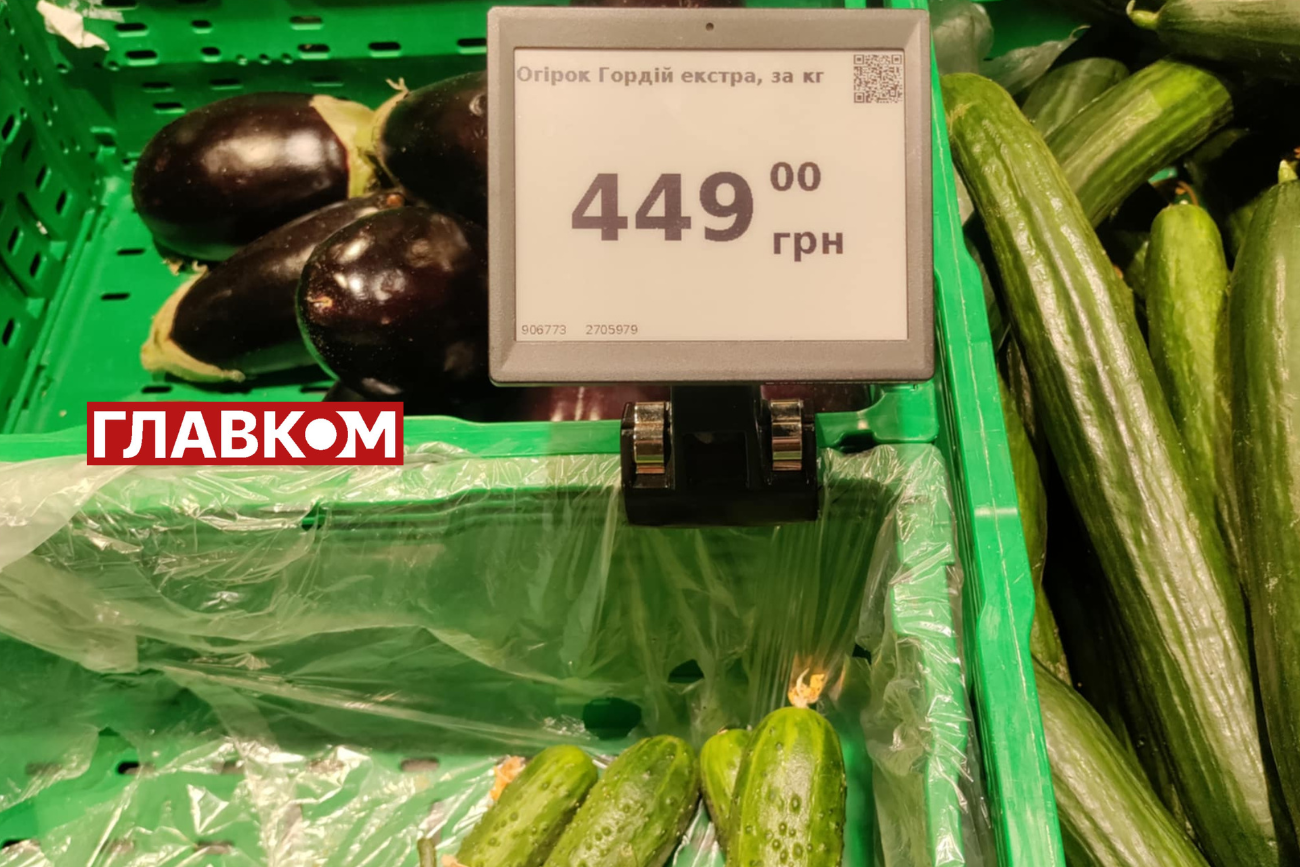 Огірок Гордій екстра, за кг
449 00
грн
906773 2705979
ГЛАВКОМ